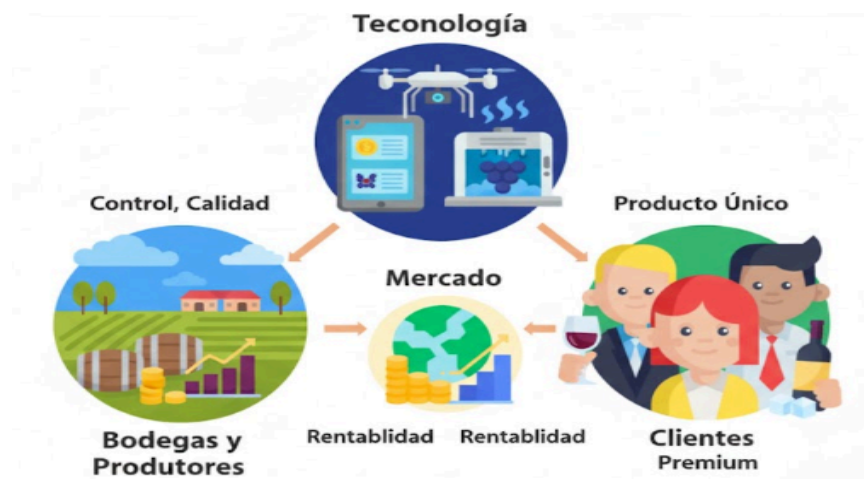 Teconología
Control, Calidad
Producto Único
Mercado
Rentablidad
Rentablidad
Bodegas y
Produtores
Clientes
Premium